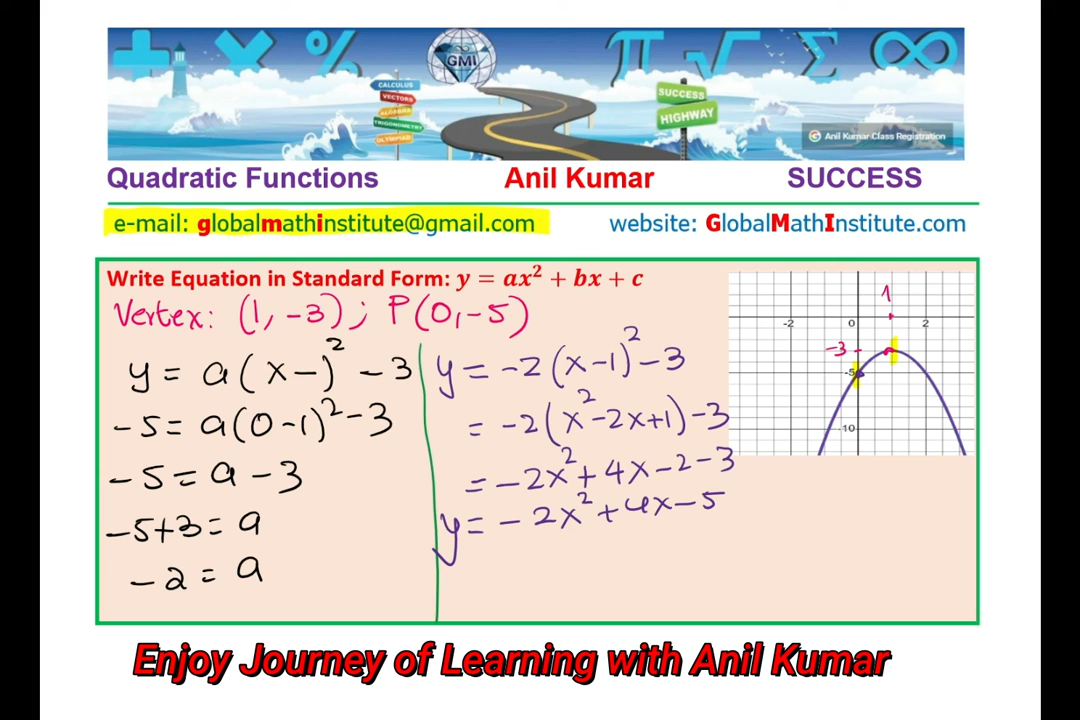 GMI
CALCULUS
VECTORS
ALGEBRA
TRIGONOMETRY
OLYMPIAD
SUCCESS
HIGHWAY
Anil Kumar Class Registration
Quadratic Functions Anil Kumar SUCCESS
e-mail: globalmathinstitute@gmail.com website: GlobalMathInstitute.com
Write Equation in Standard Form: y = ax² + bx + c
Vertex: (1, -3) ; P(0, -5)
y = a(x-)² - 3
-5 = a(0-1)² - 3
-5 = a - 3
-5+3 = a
-2 = a
y = -2(x-1)² - 3
= -2(x²-2x+1) - 3
= -2x² + 4x - 2 - 3
y = -2x² + 4x - 5
1
-2 0 2
-3
-5
-10
Enjoy Journey of Learning with Anil Kumar